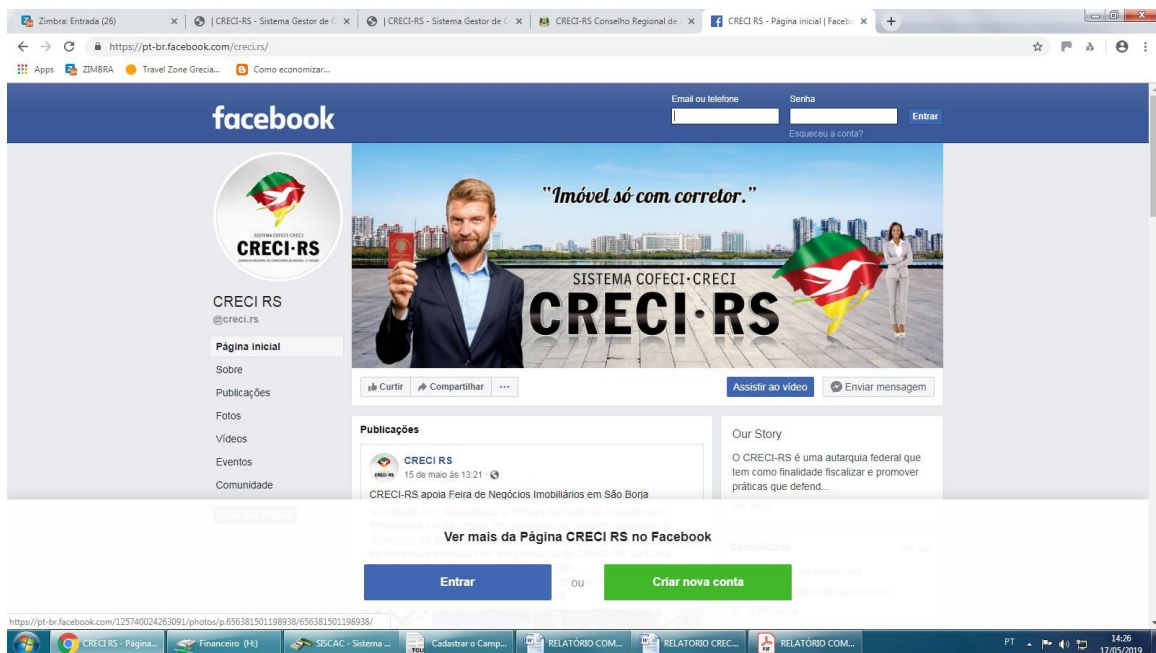 Zimbra: Entrada (26)
| CRECI-RS - Sistema Gestor de C
| CRECI-RS - Sistema Gestor de C
CRECI-RS Conselho Regional de
CRECI RS - Página inicial | Facebo
https://pt-br.facebook.com/creci.rs/
Apps ZIMBRA Travel Zone Grecia... Como economizar...
facebook
Email ou telefone Senha
Entrar
Esqueceu a conta?
SISTEMA COFECI-CRECI
CRECI·RS
"Imóvel só com corretor."
SISTEMA COFECI·CRECI
CRECI·RS
CRECI RS
@creci.rs
Página inicial
Sobre
Publicações
Fotos
Vídeos
Eventos
Comunidade
Curtir Compartilhar ...
Assistir ao vídeo Enviar mensagem
Publicações
CRECI RS
15 de maio às 13:21
CRECI-RS apoia Feira de Negócios Imobiliários em São Borja
Our Story
O CRECI-RS é uma autarquia federal que
tem como finalidade fiscalizar e promover
práticas que defend...
Ver mais
Comunidade
Ver mais da Página CRECI RS no Facebook
Entrar ou Criar nova conta
https://pt-br.facebook.com/125740024263091/photos/p.656381501198938/656381501198938/
CRECI RS - Página...
Financeiro (H:)
SISCAC - Sistema ...
Cadastrar o Camp...
RELATÓRIO COM...
RELATORIO CREC...
RELATÓRIO COM...
PT
14:26
17/05/2019